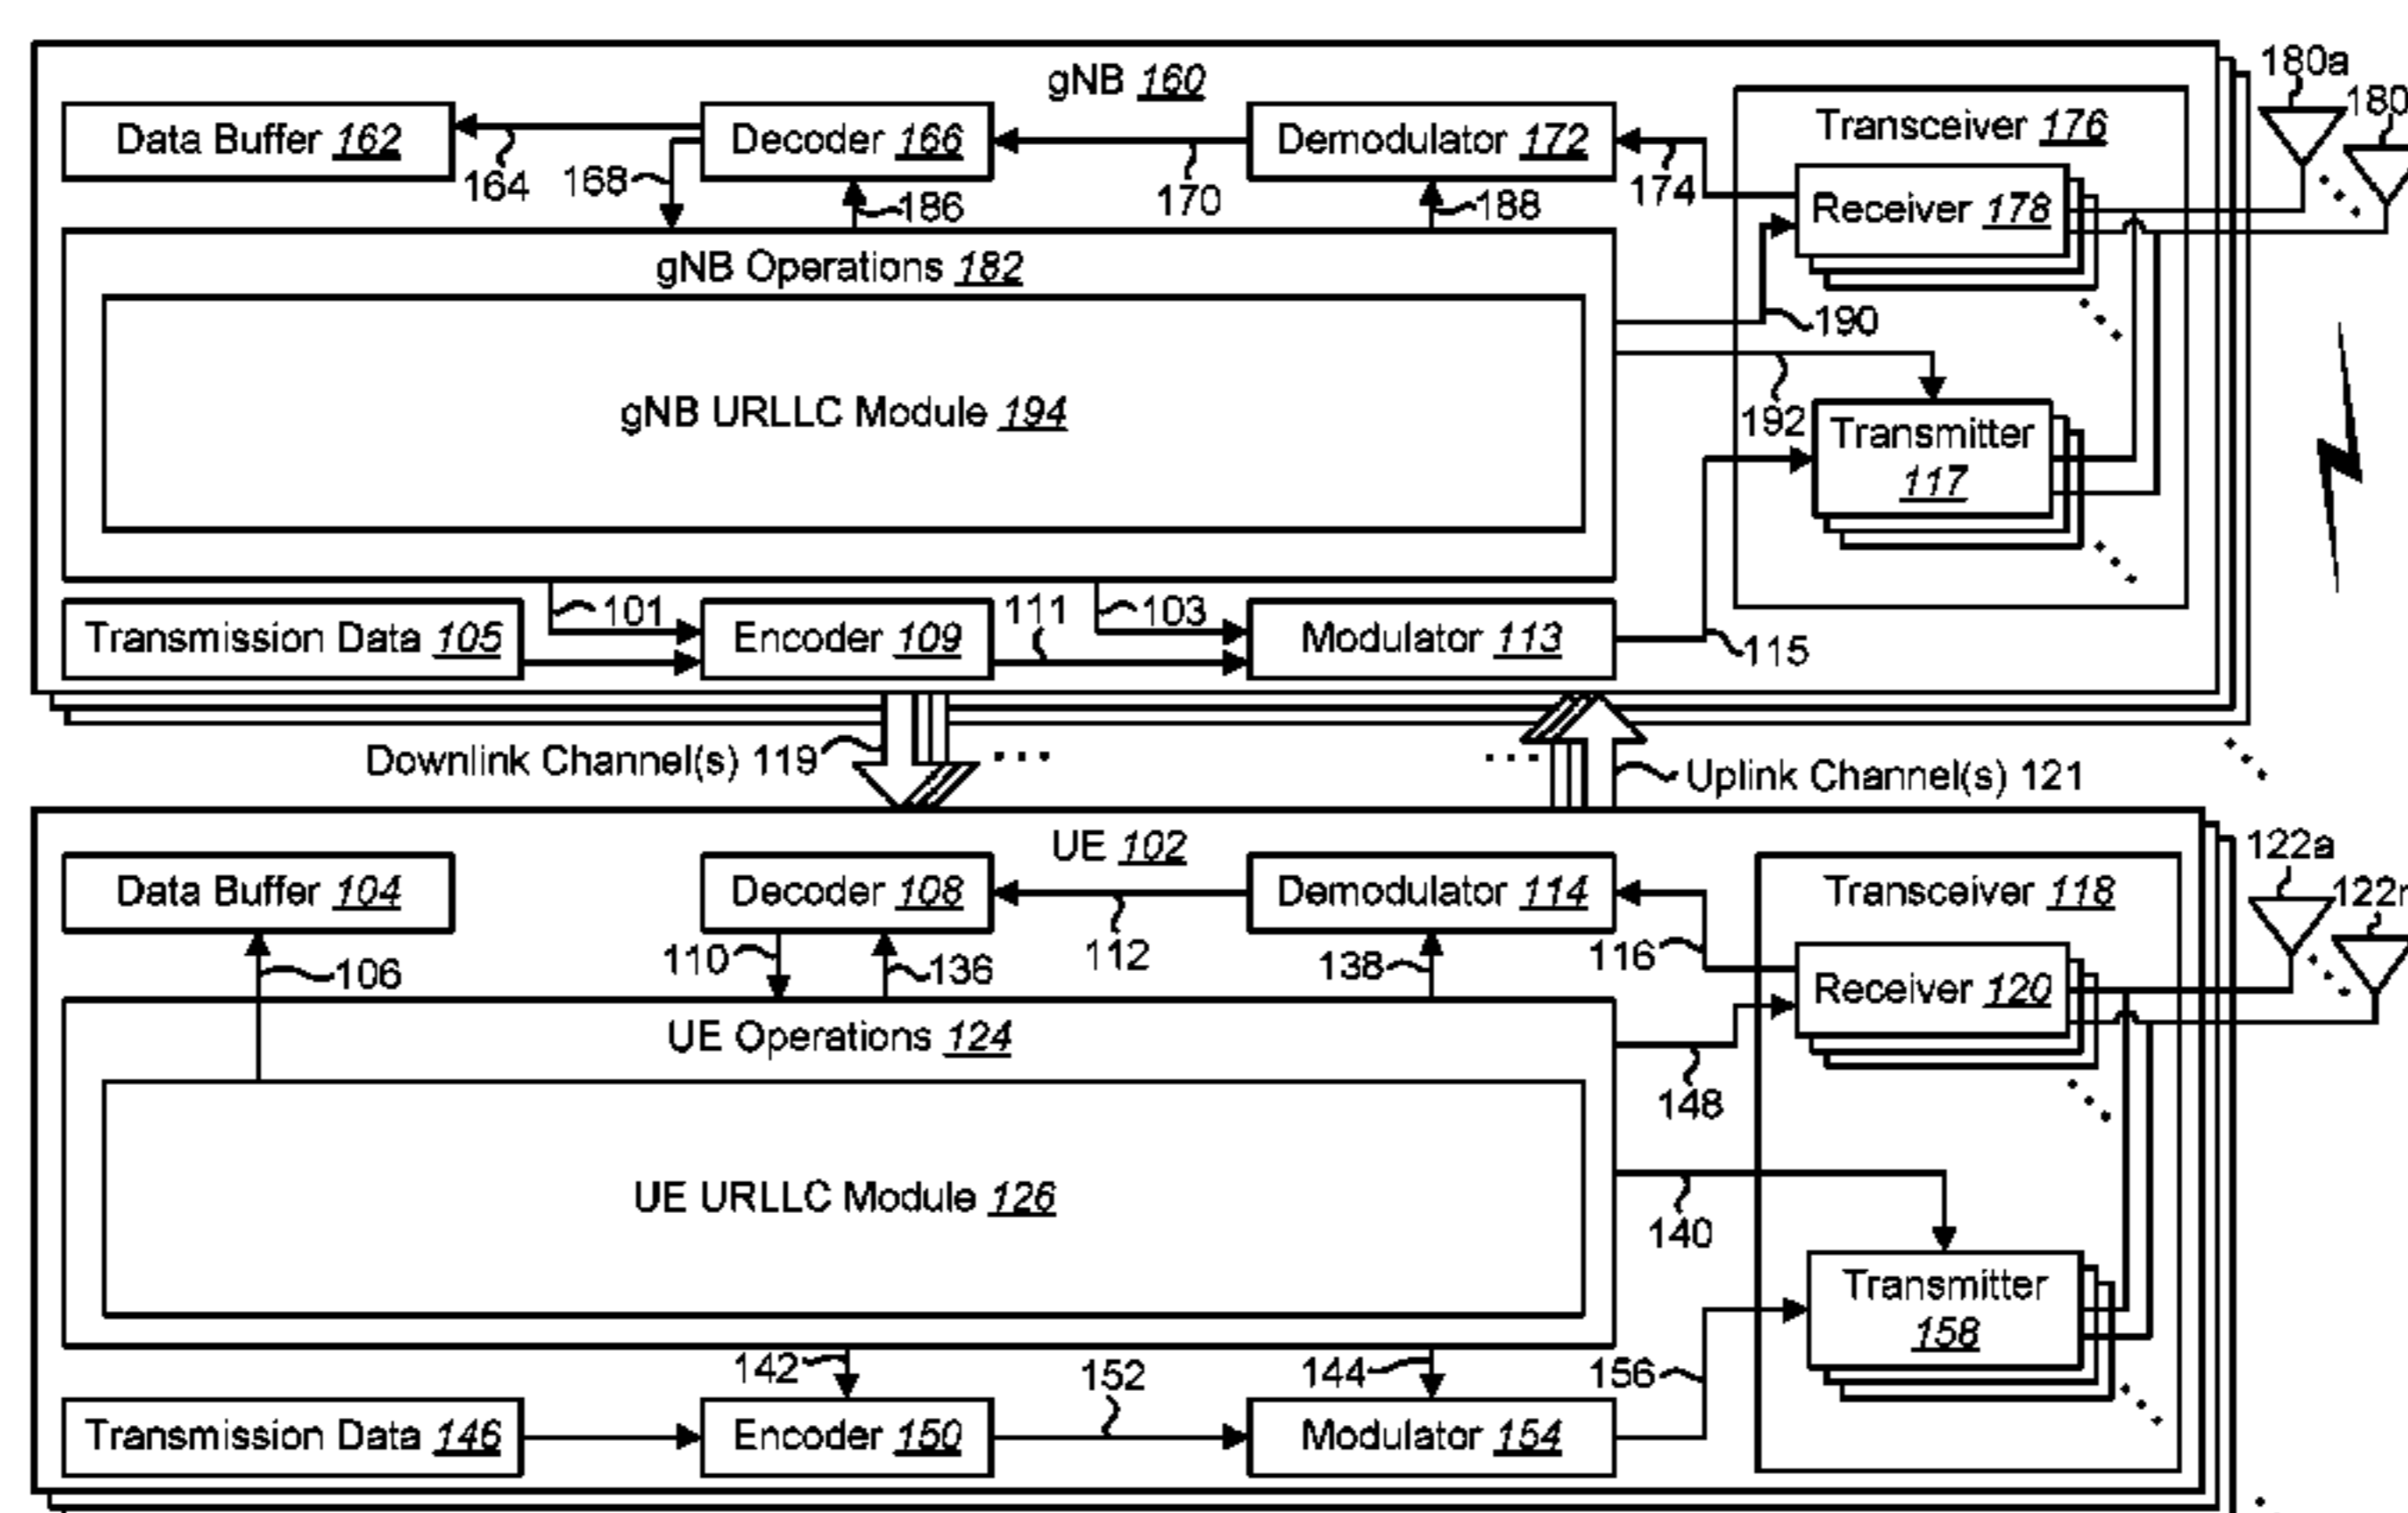 gNB 160
180a
180
Data Buffer 162
Decoder 166
Demodulator 172
Transceiver 176
164
168
186
170
188
174
Receiver 178
gNB Operations 182
190
gNB URLLC Module 194
192
Transmitter
117
101
111
103
Transmission Data 105
Encoder 109
Modulator 113
115
Downlink Channel(s) 119
Uplink Channel(s) 121
UE 102
122a
122n
Data Buffer 104
Decoder 108
Demodulator 114
Transceiver 118
106
110
136
112
138
116
Receiver 120
UE Operations 124
148
UE URLLC Module 126
140
Transmitter
158
142
152
144
156
Transmission Data 146
Encoder 150
Modulator 154